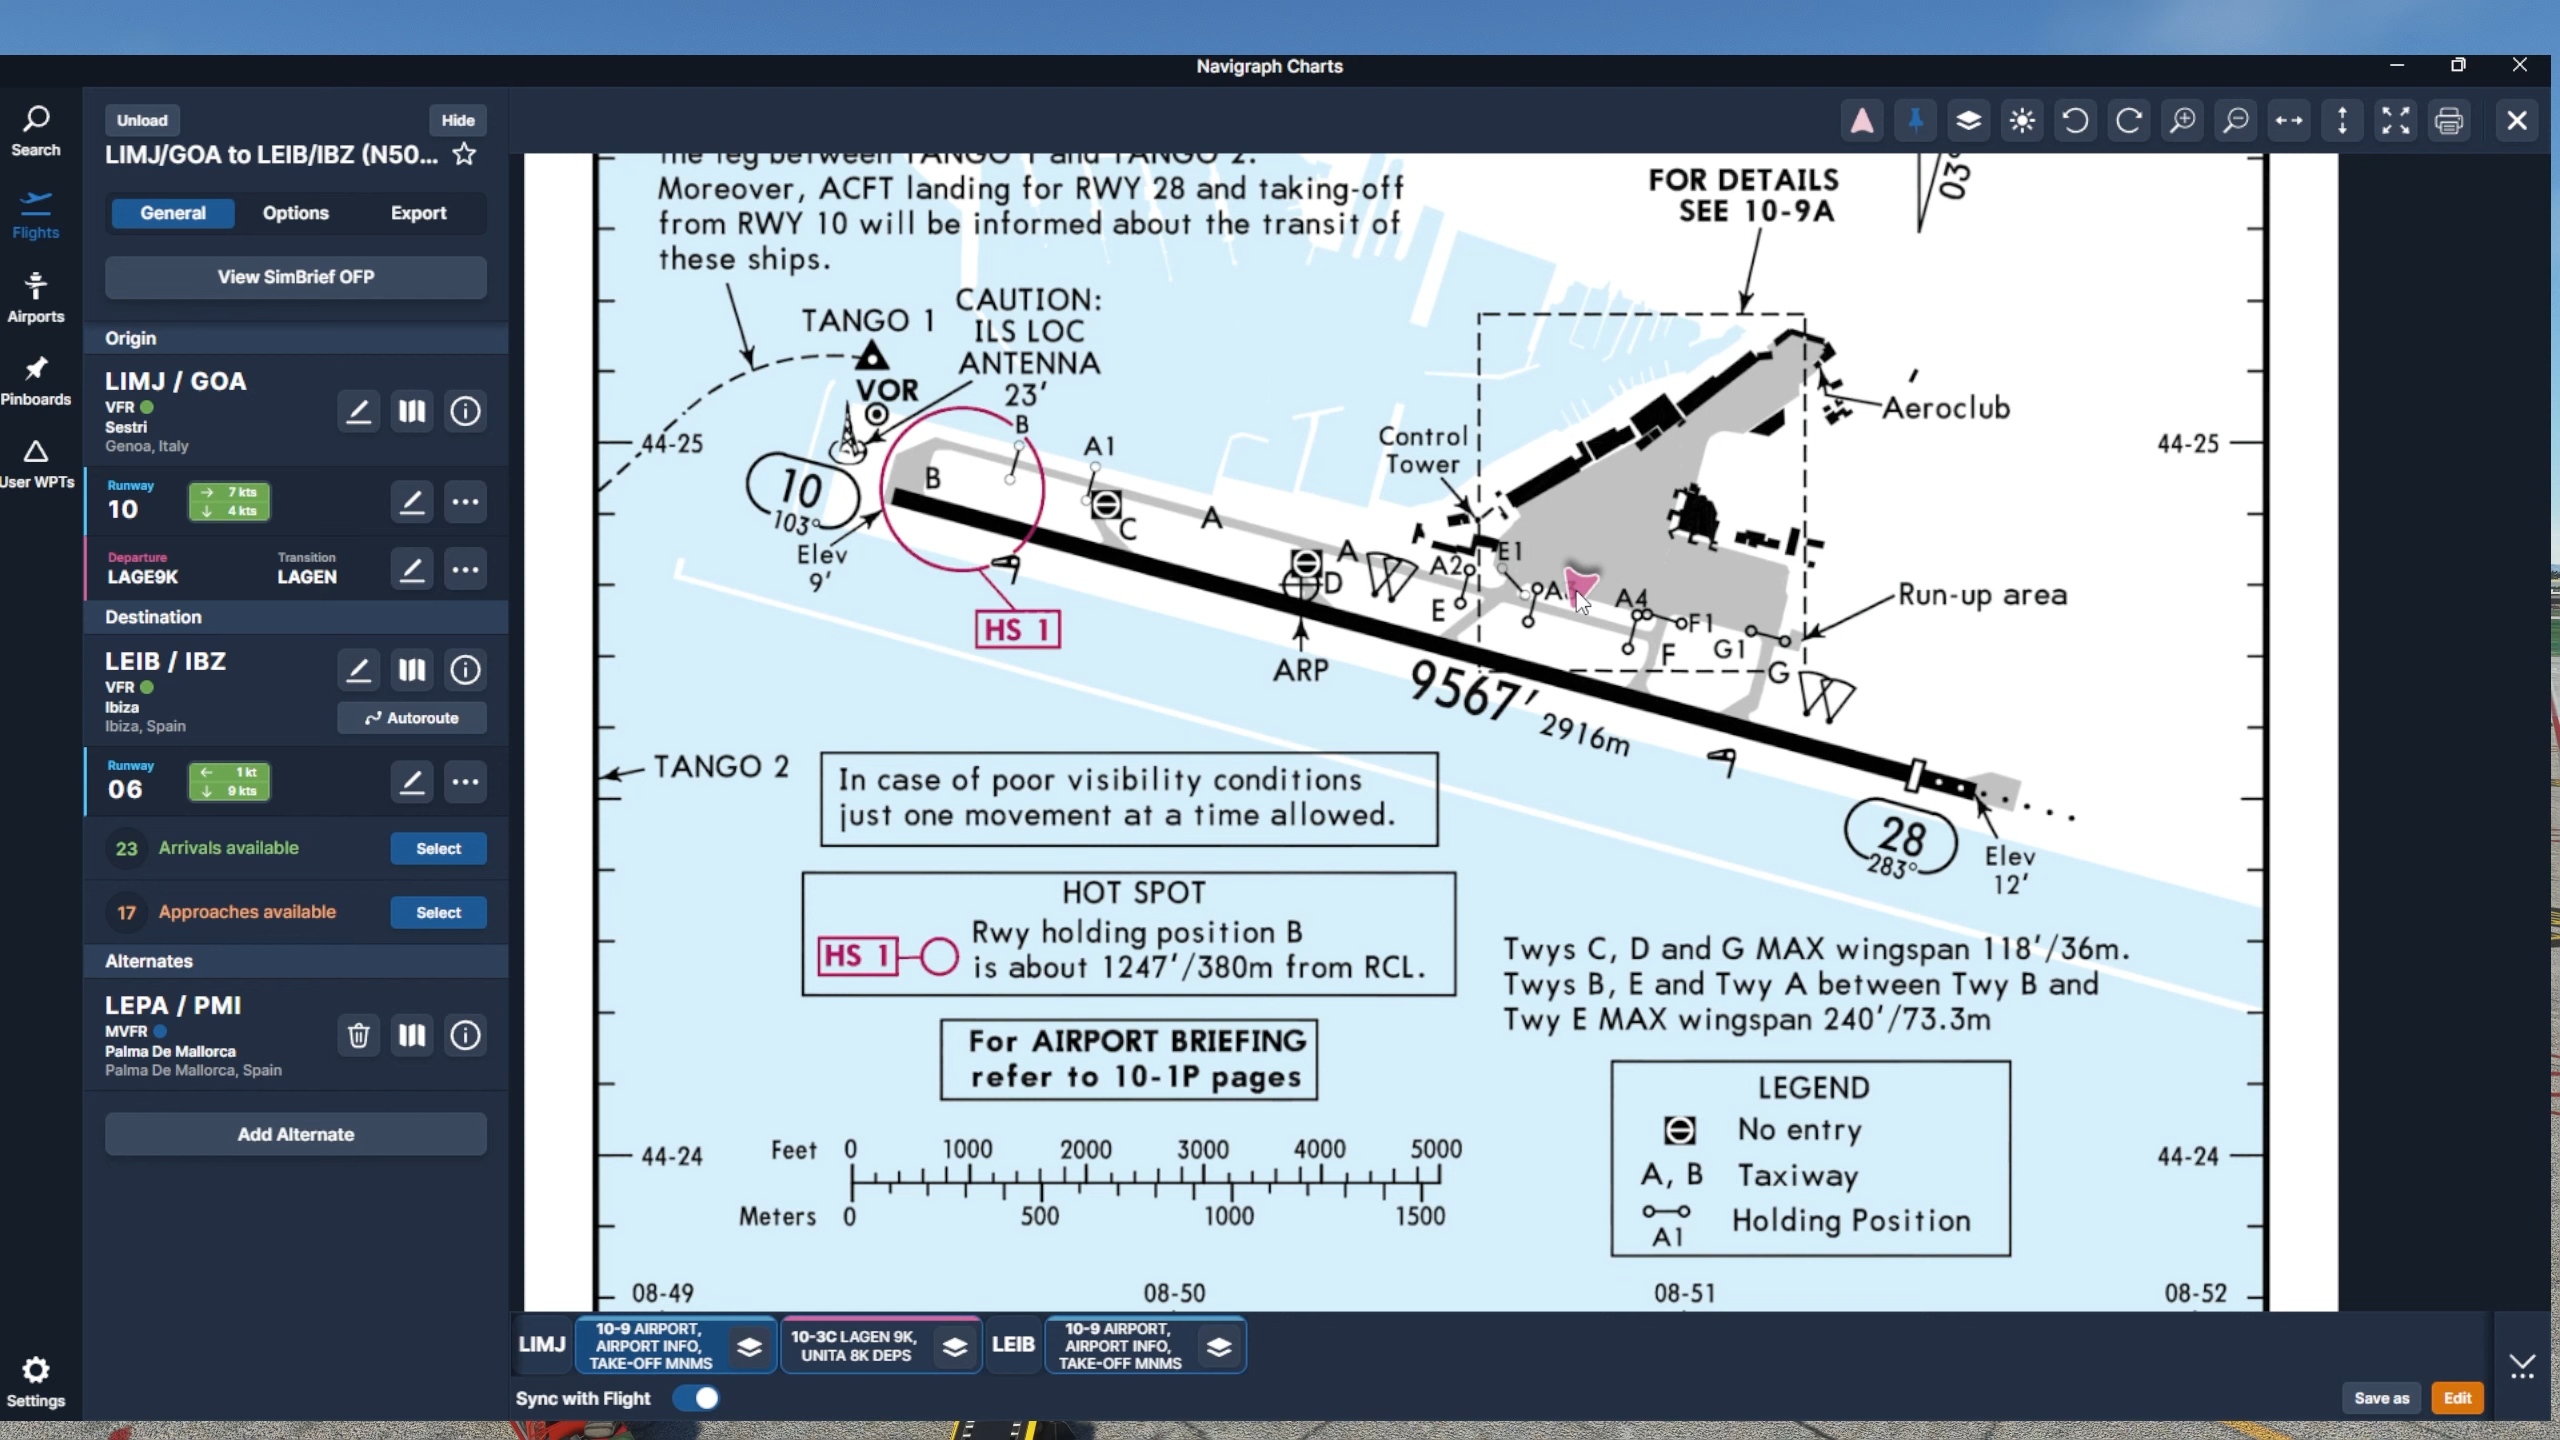 Navigraph Charts
Search
Flights
Airports
Pinboards
User WPTs
Settings
Unload
Hide
LIMJ/GOA to LEIB/IBZ (N50...
General
Options
Export
View SimBrief OFP
Origin
LIMJ / GOA
VFR
Sestri
Genoa, Italy
Runway
10
→ 7 kts
↓ 4 kts
Departure
LAGE9K
Transition
LAGEN
Destination
LEIB / IBZ
VFR
Ibiza
Ibiza, Spain
Autoroute
Runway
06
← 1 kt
↓ 9 kts
23 Arrivals available
Select
17 Approaches available
Select
Alternates
LEPA / PMI
MVFR
Palma De Mallorca
Palma De Mallorca, Spain
Add Alternate
the leg between TANGO 1 and TANGO 2.
Moreover, ACFT landing for RWY 28 and taking-off
from RWY 10 will be informed about the transit of
these ships.
FOR DETAILS
SEE 10-9A
TANGO 1
VOR
CAUTION:
ILS LOC
ANTENNA
23'
B
A1
44-25
44-25
10
103°
Elev
9'
B
C
A
HS 1
D
A
ARP
Control
Tower
A2
E1
E
A4
F1
F
G1
G
Aeroclub
Run-up area
9567' 2916m
28
283°
Elev
12'
TANGO 2
In case of poor visibility conditions
just one movement at a time allowed.
HOT SPOT
HS 1
Rwy holding position B
is about 1247'/380m from RCL.
For AIRPORT BRIEFING
refer to 10-1P pages
Twys C, D and G MAX wingspan 118'/36m.
Twys B, E and Twy A between Twy B and
Twy E MAX wingspan 240'/73.3m
LEGEND
No entry
A, B Taxiway
Holding Position
A1
44-24
44-24
Feet 0 1000 2000 3000 4000 5000
Meters 0 500 1000 1500
08-49 08-50 08-51 08-52
LIMJ
10-9 AIRPORT,
AIRPORT INFO,
TAKE-OFF MNMS
10-3C LAGEN 9K,
UNITA 8K DEPS
LEIB
10-9 AIRPORT,
AIRPORT INFO,
TAKE-OFF MNMS
Sync with Flight
Save as
Edit